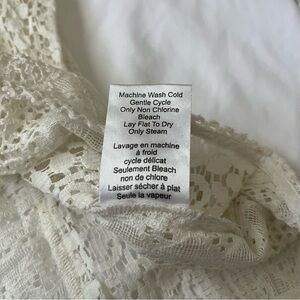 Machine Wash Cold
Gentle Cycle
Only Non Chlorine
Bleach
Lay Flat To Dry
Only Steam
Lavage en machine
à froid
cycle délicat
Seulement Bleach
non de chlore
Laisser sécher à plat
Seule la vapeur